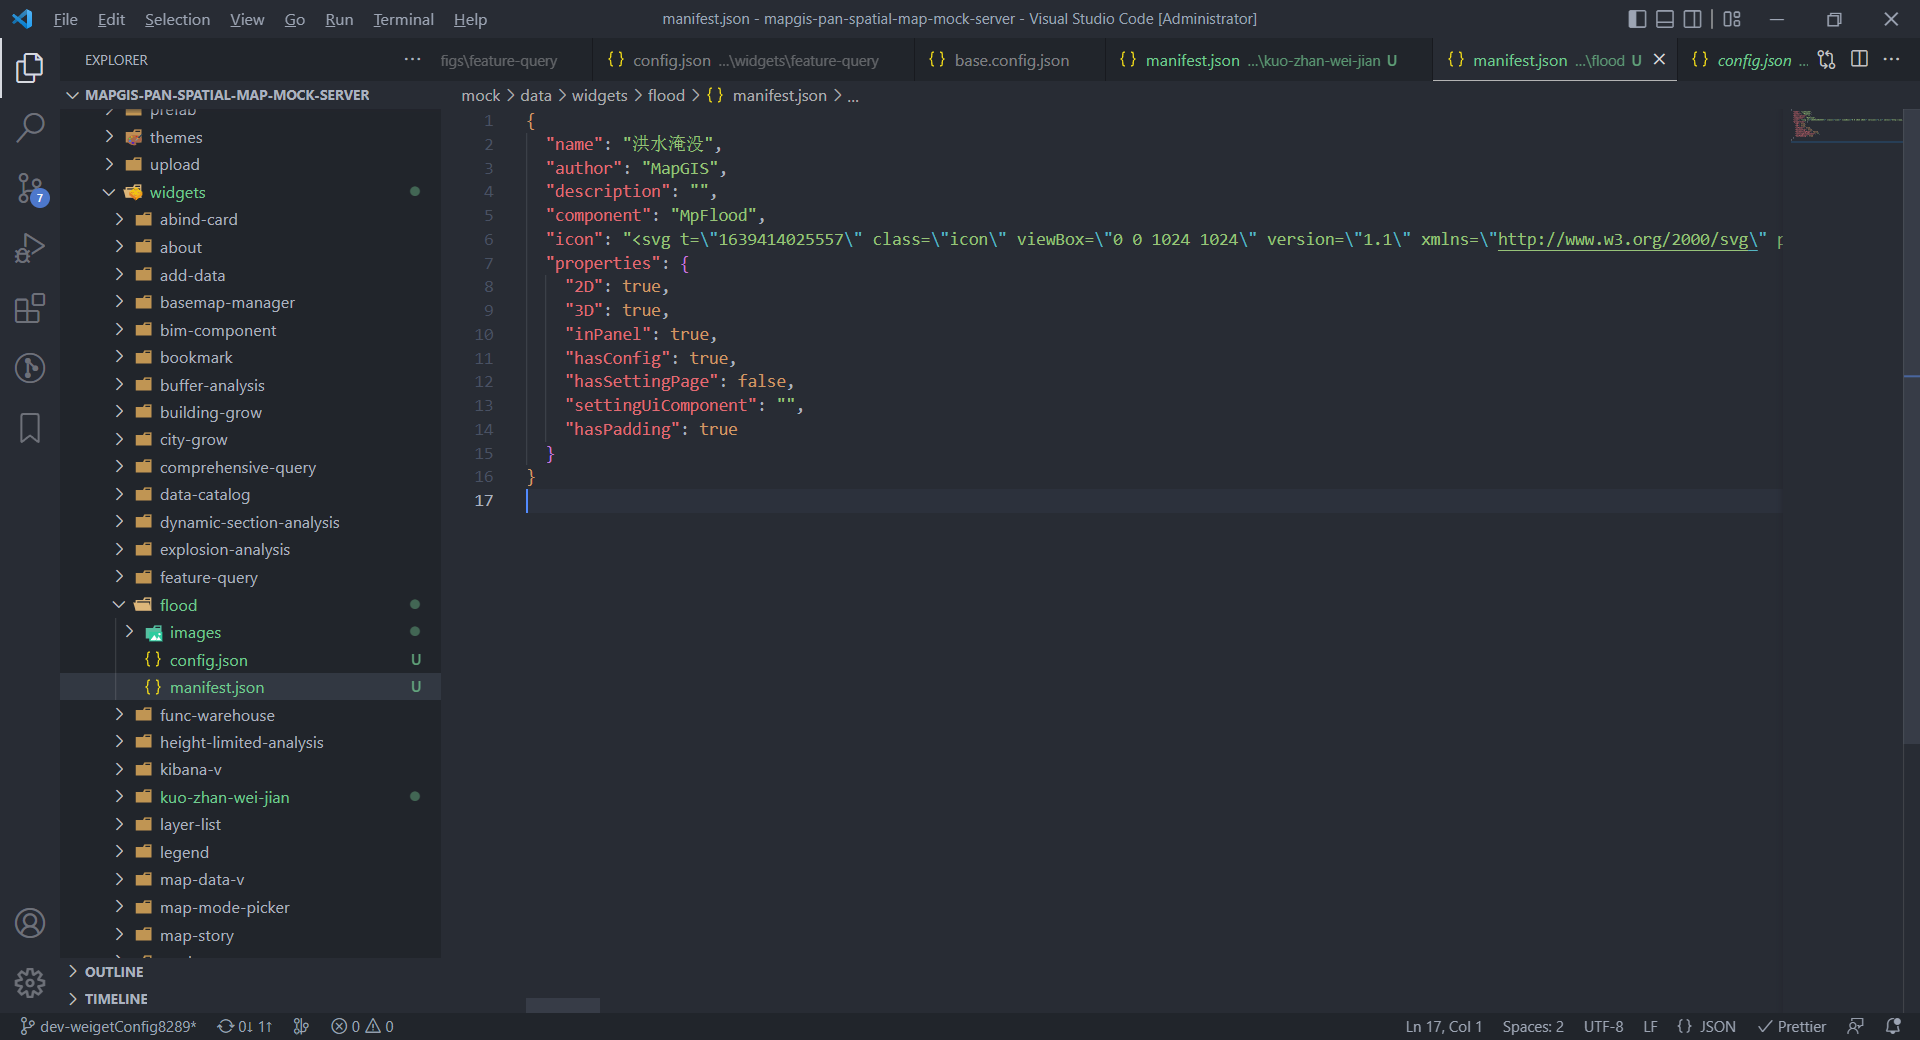 File Edit Selection View Go Run Terminal Help
manifest.json - mapgis-pan-spatial-map-mock-server - Visual Studio Code [Administrator]
EXPLORER
figs\feature-query
config.json ...\widgets\feature-query
base.config.json
manifest.json ...\kuo-zhan-wei-jian U
manifest.json ...\flood U
config.json ...
MAPGIS-PAN-SPATIAL-MAP-MOCK-SERVER
mock > data > widgets > flood > {} manifest.json > ...
prefab
themes
upload
widgets
abind-card
about
add-data
basemap-manager
bim-component
bookmark
buffer-analysis
building-grow
city-grow
comprehensive-query
data-catalog
dynamic-section-analysis
explosion-analysis
feature-query
flood
images
config.json U
manifest.json U
func-warehouse
height-limited-analysis
kibana-v
kuo-zhan-wei-jian
layer-list
legend
map-data-v
map-mode-picker
map-story
OUTLINE
TIMELINE
1 {
2 "name": "洪水淹没",
3 "author": "MapGIS",
4 "description": "",
5 "component": "MpFlood",
6 "icon": "<svg t=\"1639414025557\" class=\"icon\" viewBox=\"0 0 1024 1024\" version=\"1.1\" xmlns=\"http://www.w3.org/2000/svg\" p
7 "properties": {
8 "2D": true,
9 "3D": true,
10 "inPanel": true,
11 "hasConfig": true,
12 "hasSettingPage": false,
13 "settingUiComponent": "",
14 "hasPadding": true
15 }
16 }
17
7
dev-weigetConfig8289* 0↓ 1↑ 0 0
Ln 17, Col 1 Spaces: 2 UTF-8 LF {} JSON Prettier